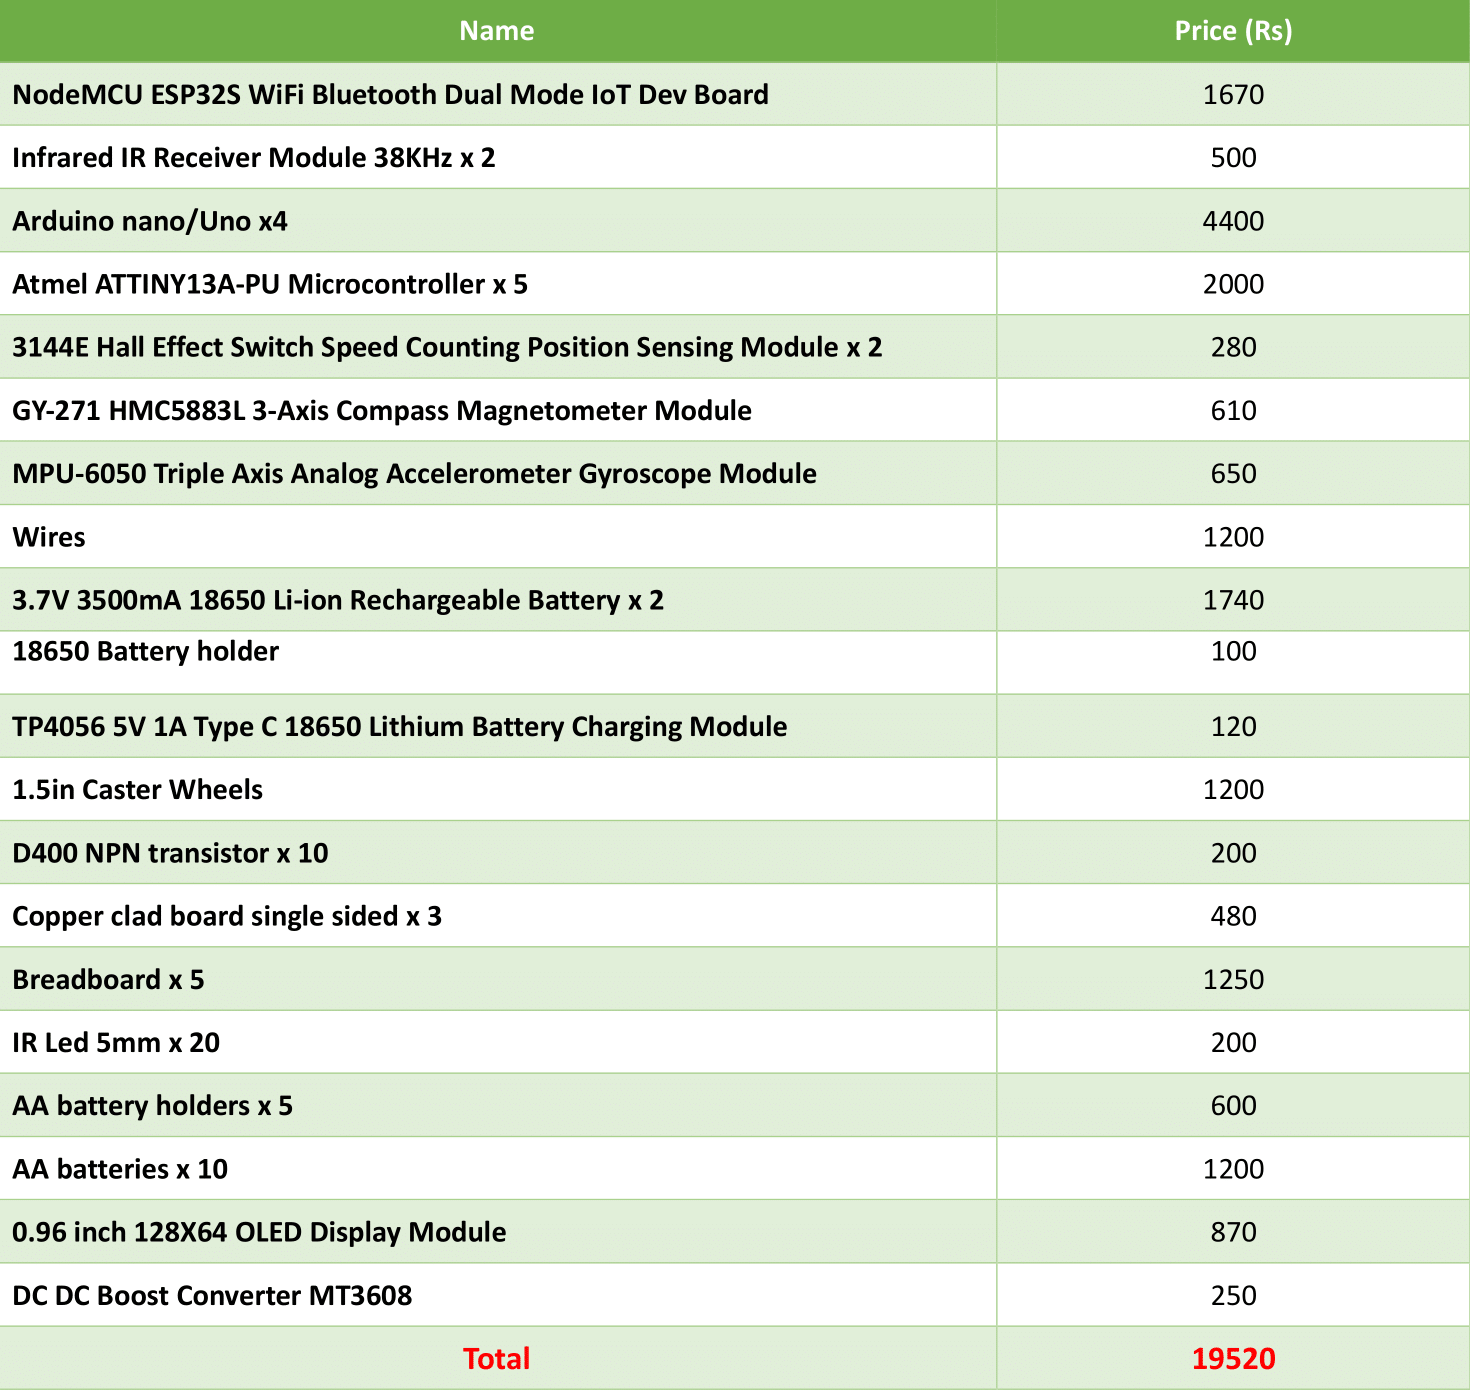 Name Price (Rs)
NodeMCU ESP32S WiFi Bluetooth Dual Mode IoT Dev Board 1670
Infrared IR Receiver Module 38KHz x 2 500
Arduino nano/Uno x4 4400
Atmel ATTINY13A-PU Microcontroller x 5 2000
3144E Hall Effect Switch Speed Counting Position Sensing Module x 2 280
GY-271 HMC5883L 3-Axis Compass Magnetometer Module 610
MPU-6050 Triple Axis Analog Accelerometer Gyroscope Module 650
Wires 1200
3.7V 3500mA 18650 Li-ion Rechargeable Battery x 2 1740
18650 Battery holder 100
TP4056 5V 1A Type C 18650 Lithium Battery Charging Module 120
1.5in Caster Wheels 1200
D400 NPN transistor x 10 200
Copper clad board single sided x 3 480
Breadboard x 5 1250
IR Led 5mm x 20 200
AA battery holders x 5 600
AA batteries x 10 1200
0.96 inch 128X64 OLED Display Module 870
DC DC Boost Converter MT3608 250
Total 19520